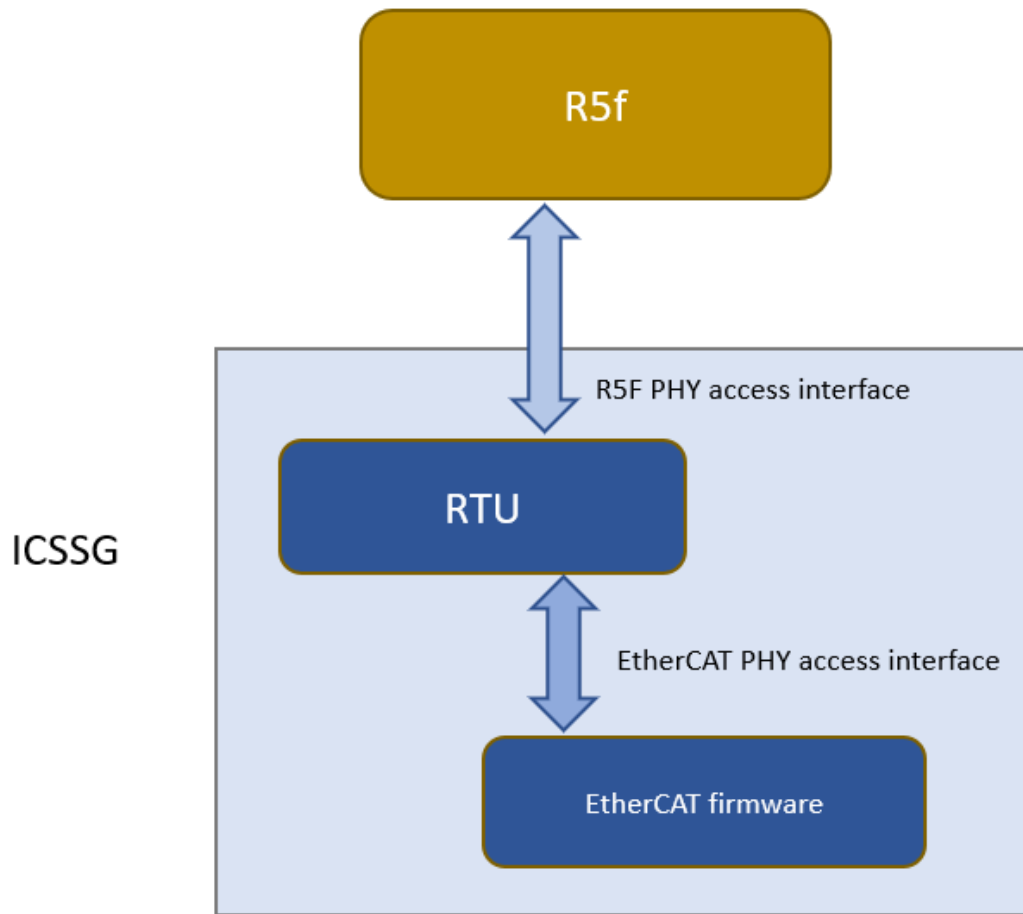 R5f
R5F PHY access interface
RTU
ICSSG
EtherCAT PHY access interface
EtherCAT firmware